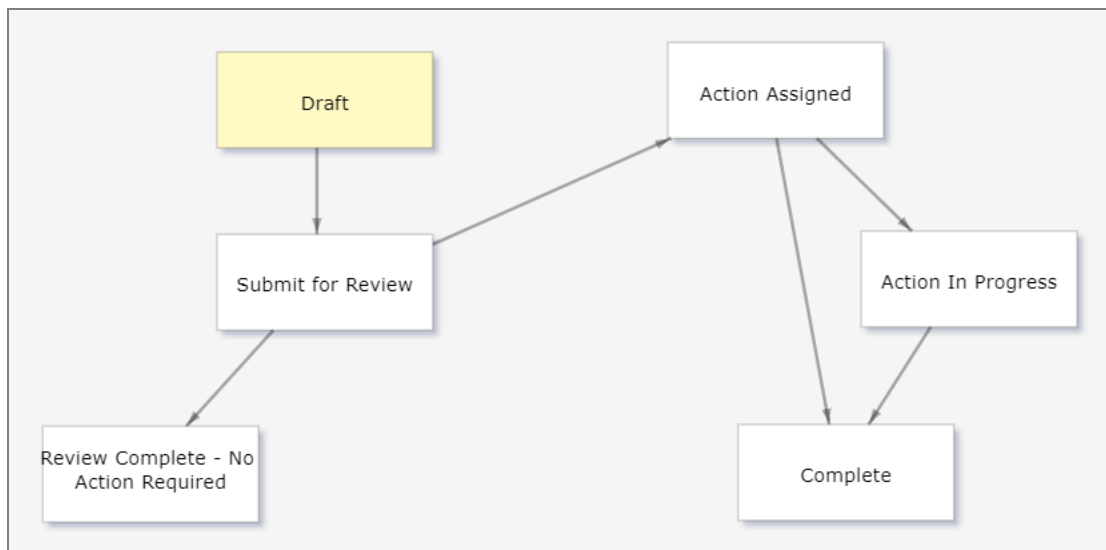 Draft
Action Assigned
Submit for Review
Action In Progress
Review Complete - No
Action Required
Complete